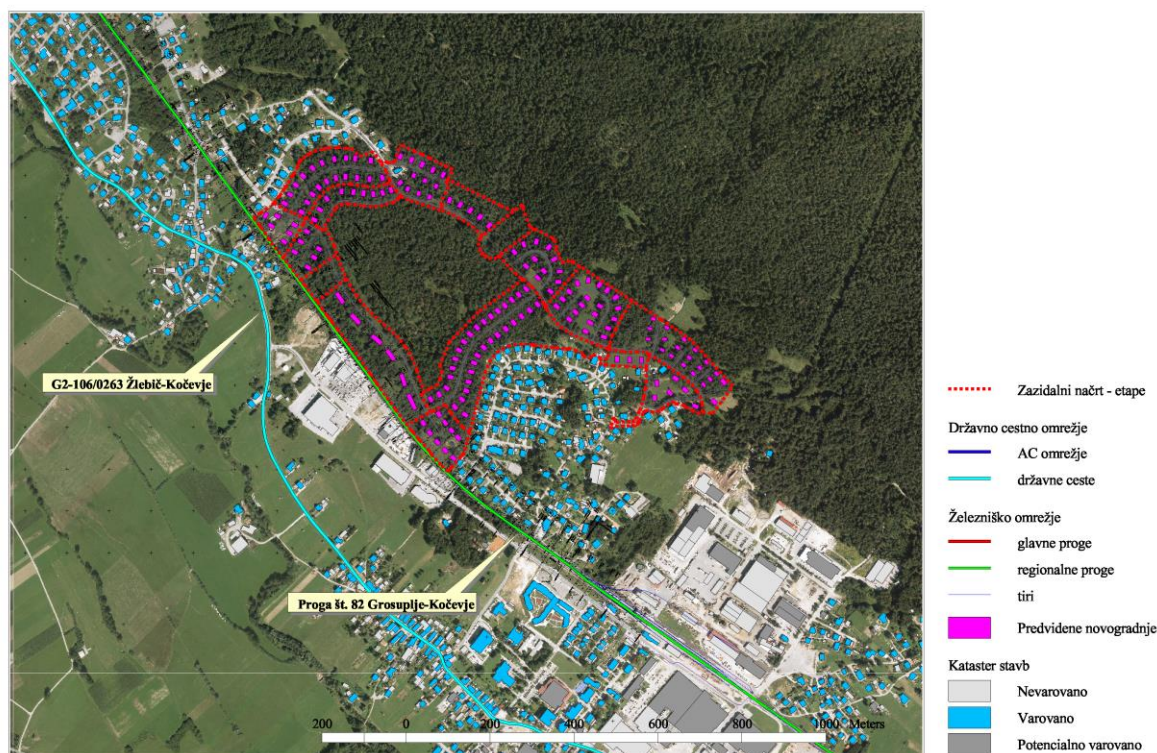 G2-106/0263 Žlebič-Kočevje
Proga št. 82 Grosuplje-Kočevje
200 0 200 400 600 800 1000 Meters
Zazidalni načrt - etape
Državno cestno omrežje
AC omrežje
državne ceste
Železniško omrežje
glavne proge
regionalne proge
tiri
Predvidene novogradnje
Kataster stavb
Nevarovano
Varovano
Potencialno varovano